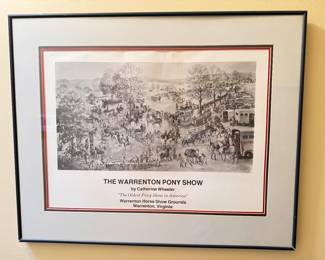 THE WARRENTON PONY SHOW
by Catherine Wheeler
"The Oldest Pony Show in America"
Warrenton Horse Show Grounds
Warrenton, Virginia